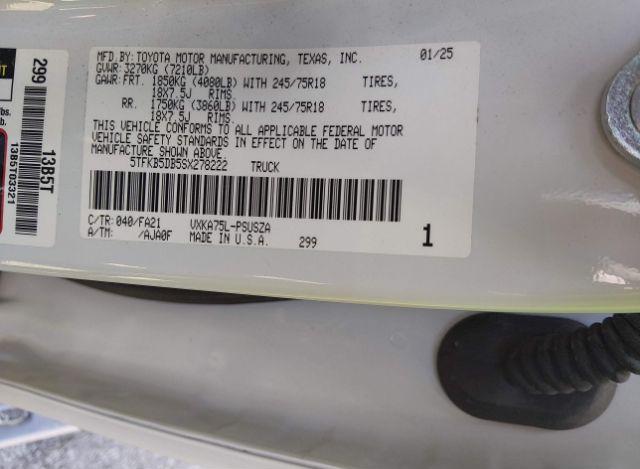 MFD.BY:TOYOTA MOTOR MANUFACTURING, TEXAS, INC. 01/25
GVWR: 3270KG (7210LB)
GAWR:FRT. 1850KG (4080LB) WITH 245/75R18 TIRES,
18X7.5J RIMS.
RR. 1750KG (3860LB) WITH 245/75R18 TIRES,
18X7.5J RIMS.
THIS VEHICLE CONFORMS TO ALL APPLICABLE FEDERAL MOTOR
VEHICLE SAFETY STANDARDS IN EFFECT ON THE DATE OF
MANUFACTURE SHOWN ABOVE.
5TFKB5DB5SX278222 TRUCK
C/TR: 040/FA21 VXKA75L-PSUSZA
A/TM: /AJA0F MADE IN U.S.A. 299 1
299
13B5T
13B5T03321
lbs.